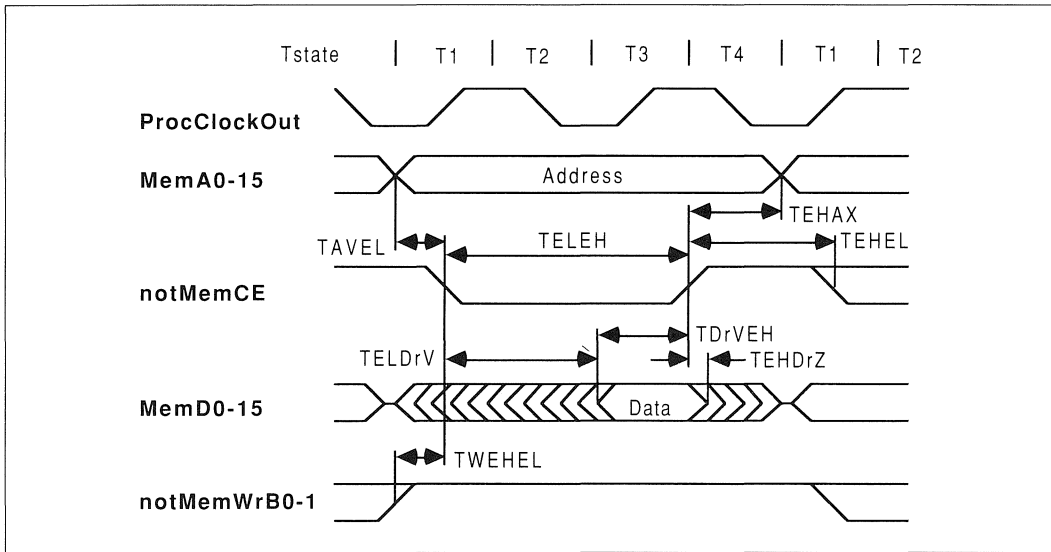 Tstate | T1 | T2 | T3 | T4 | T1 | T2
ProcClockOut
MemA0-15
Address
TEHAX
TAVEL
TELEH
TEHEL
notMemCE
TDrVEH
TELDrV
TEHDrZ
MemD0-15
Data
TWEHEL
notMemWrB0-1